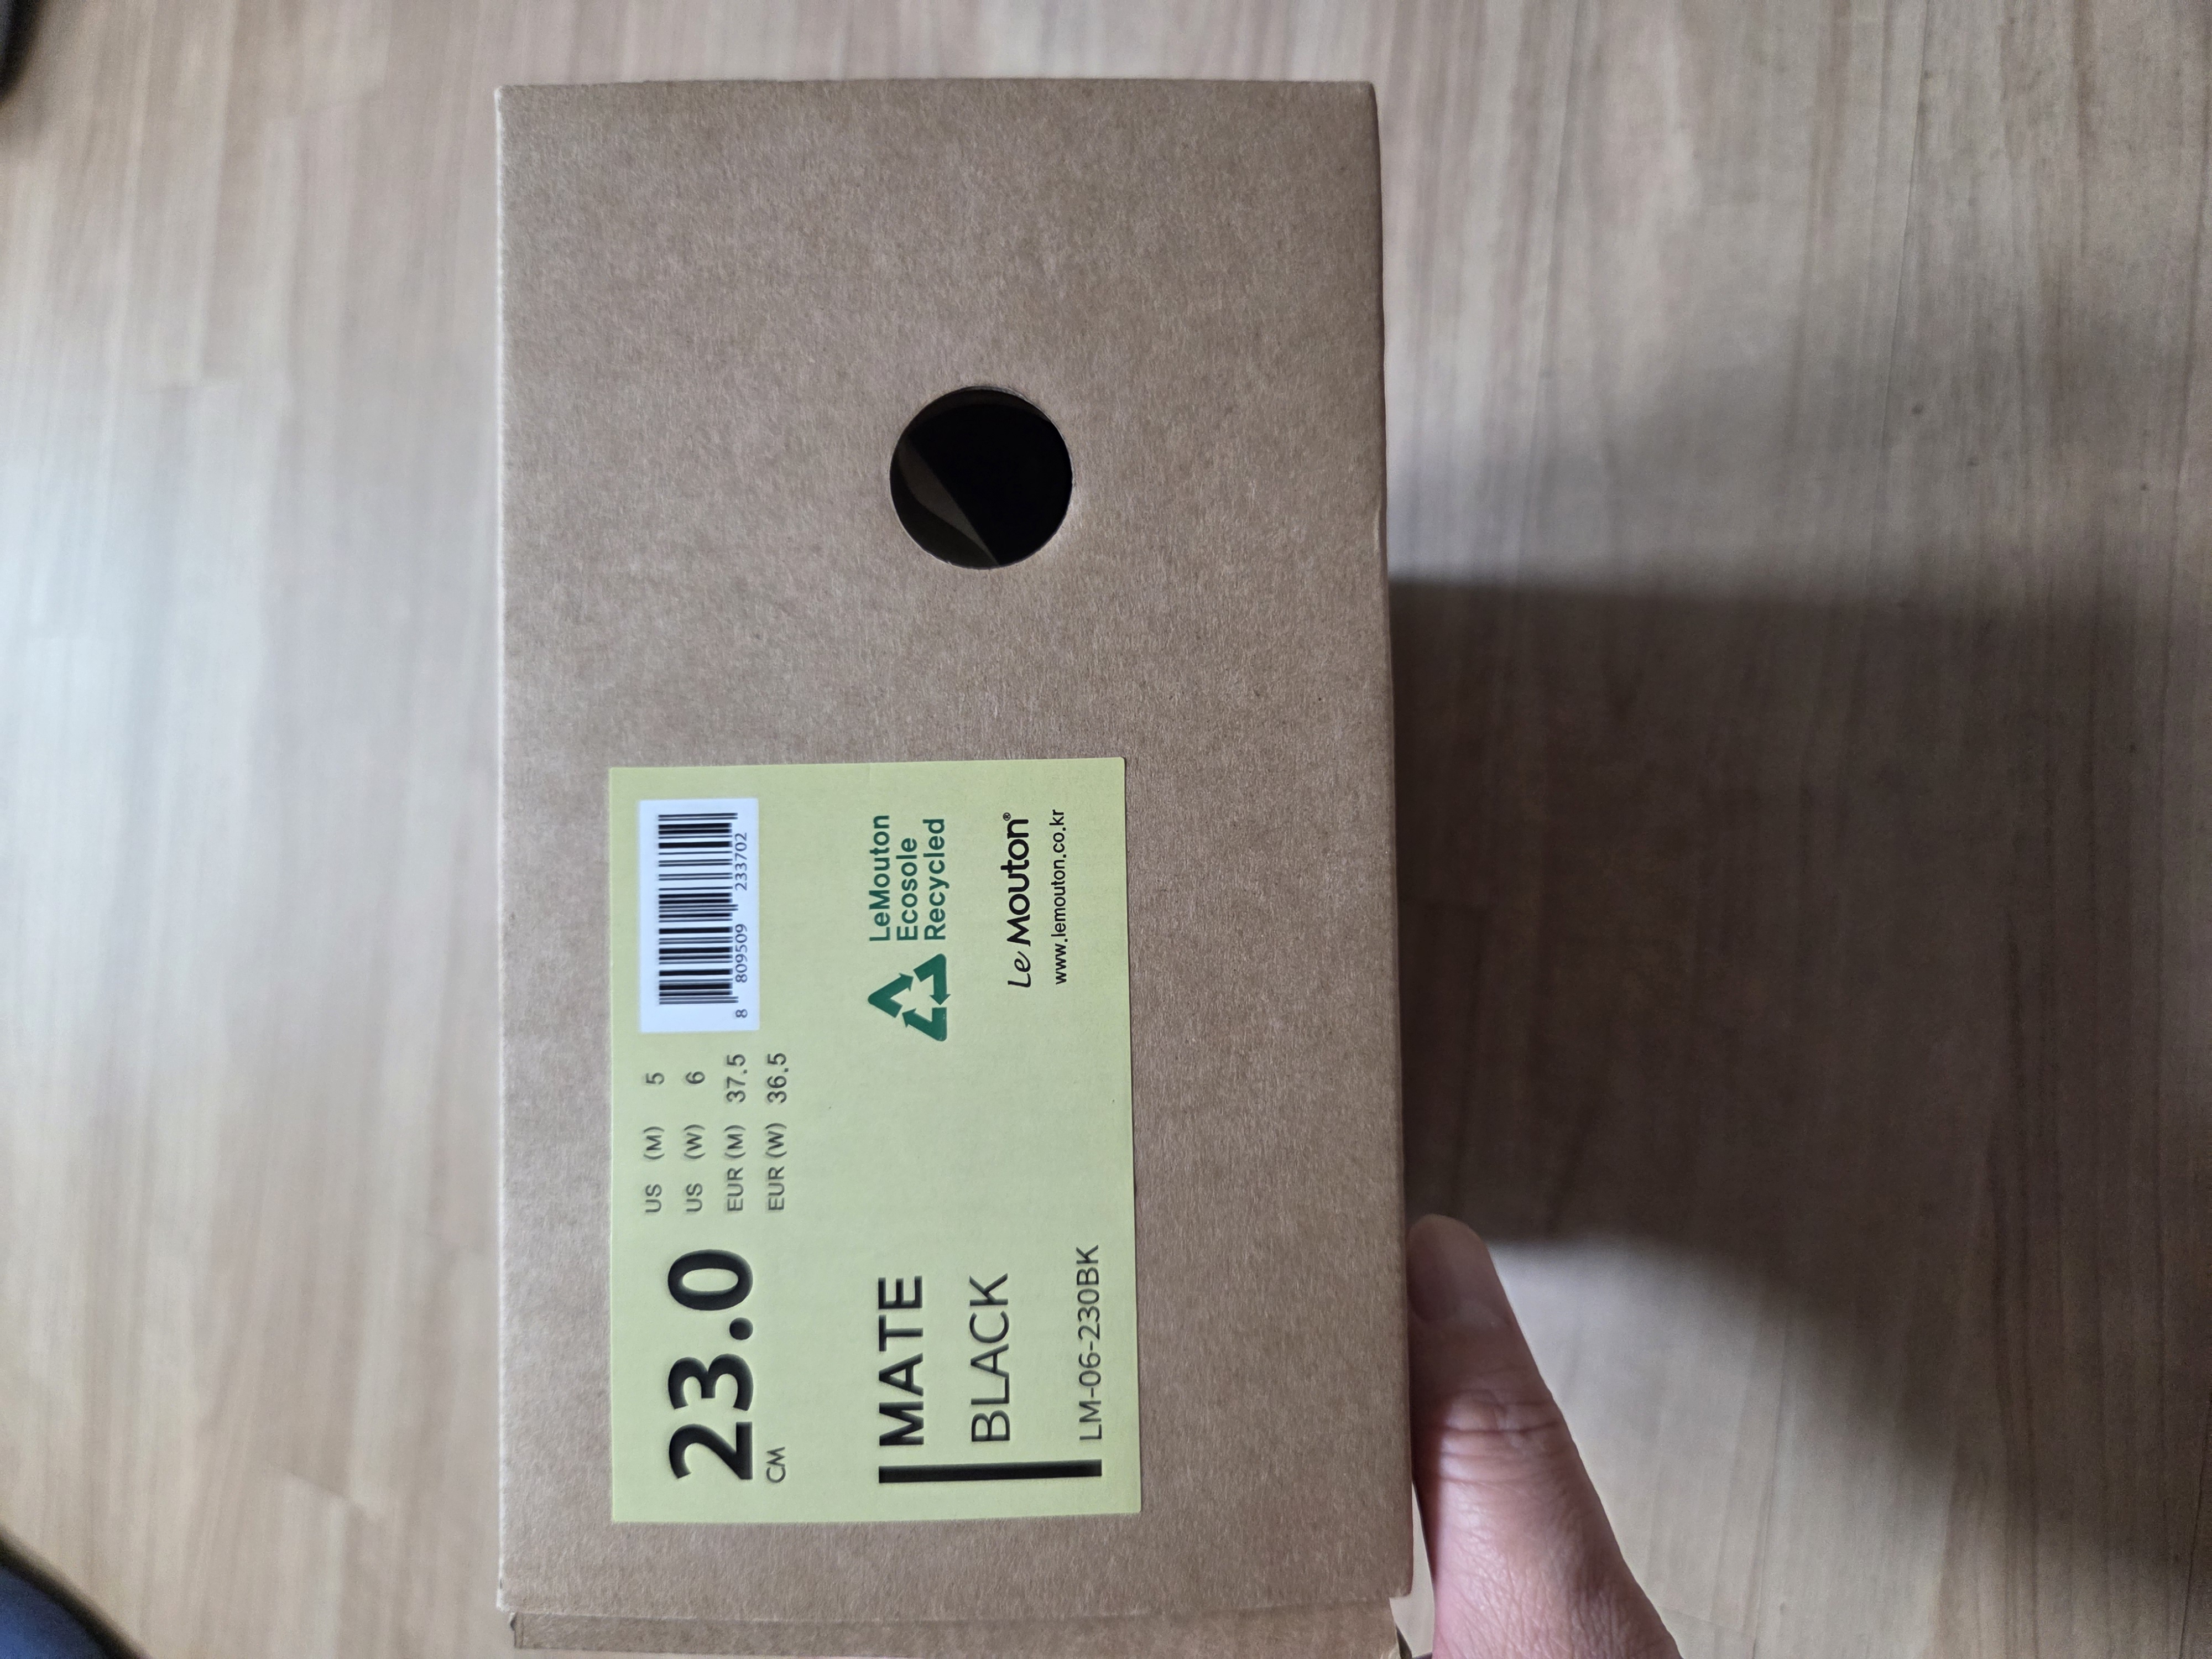 23.0
CM
US (M) 5
US (W) 6
EUR (M) 37.5
EUR (W) 36.5
8 809509 233702
MATE
BLACK
LM-06-230BK
LeMouton
Ecosole
Recycled
Le Mouton®
www.lemouton.co.kr